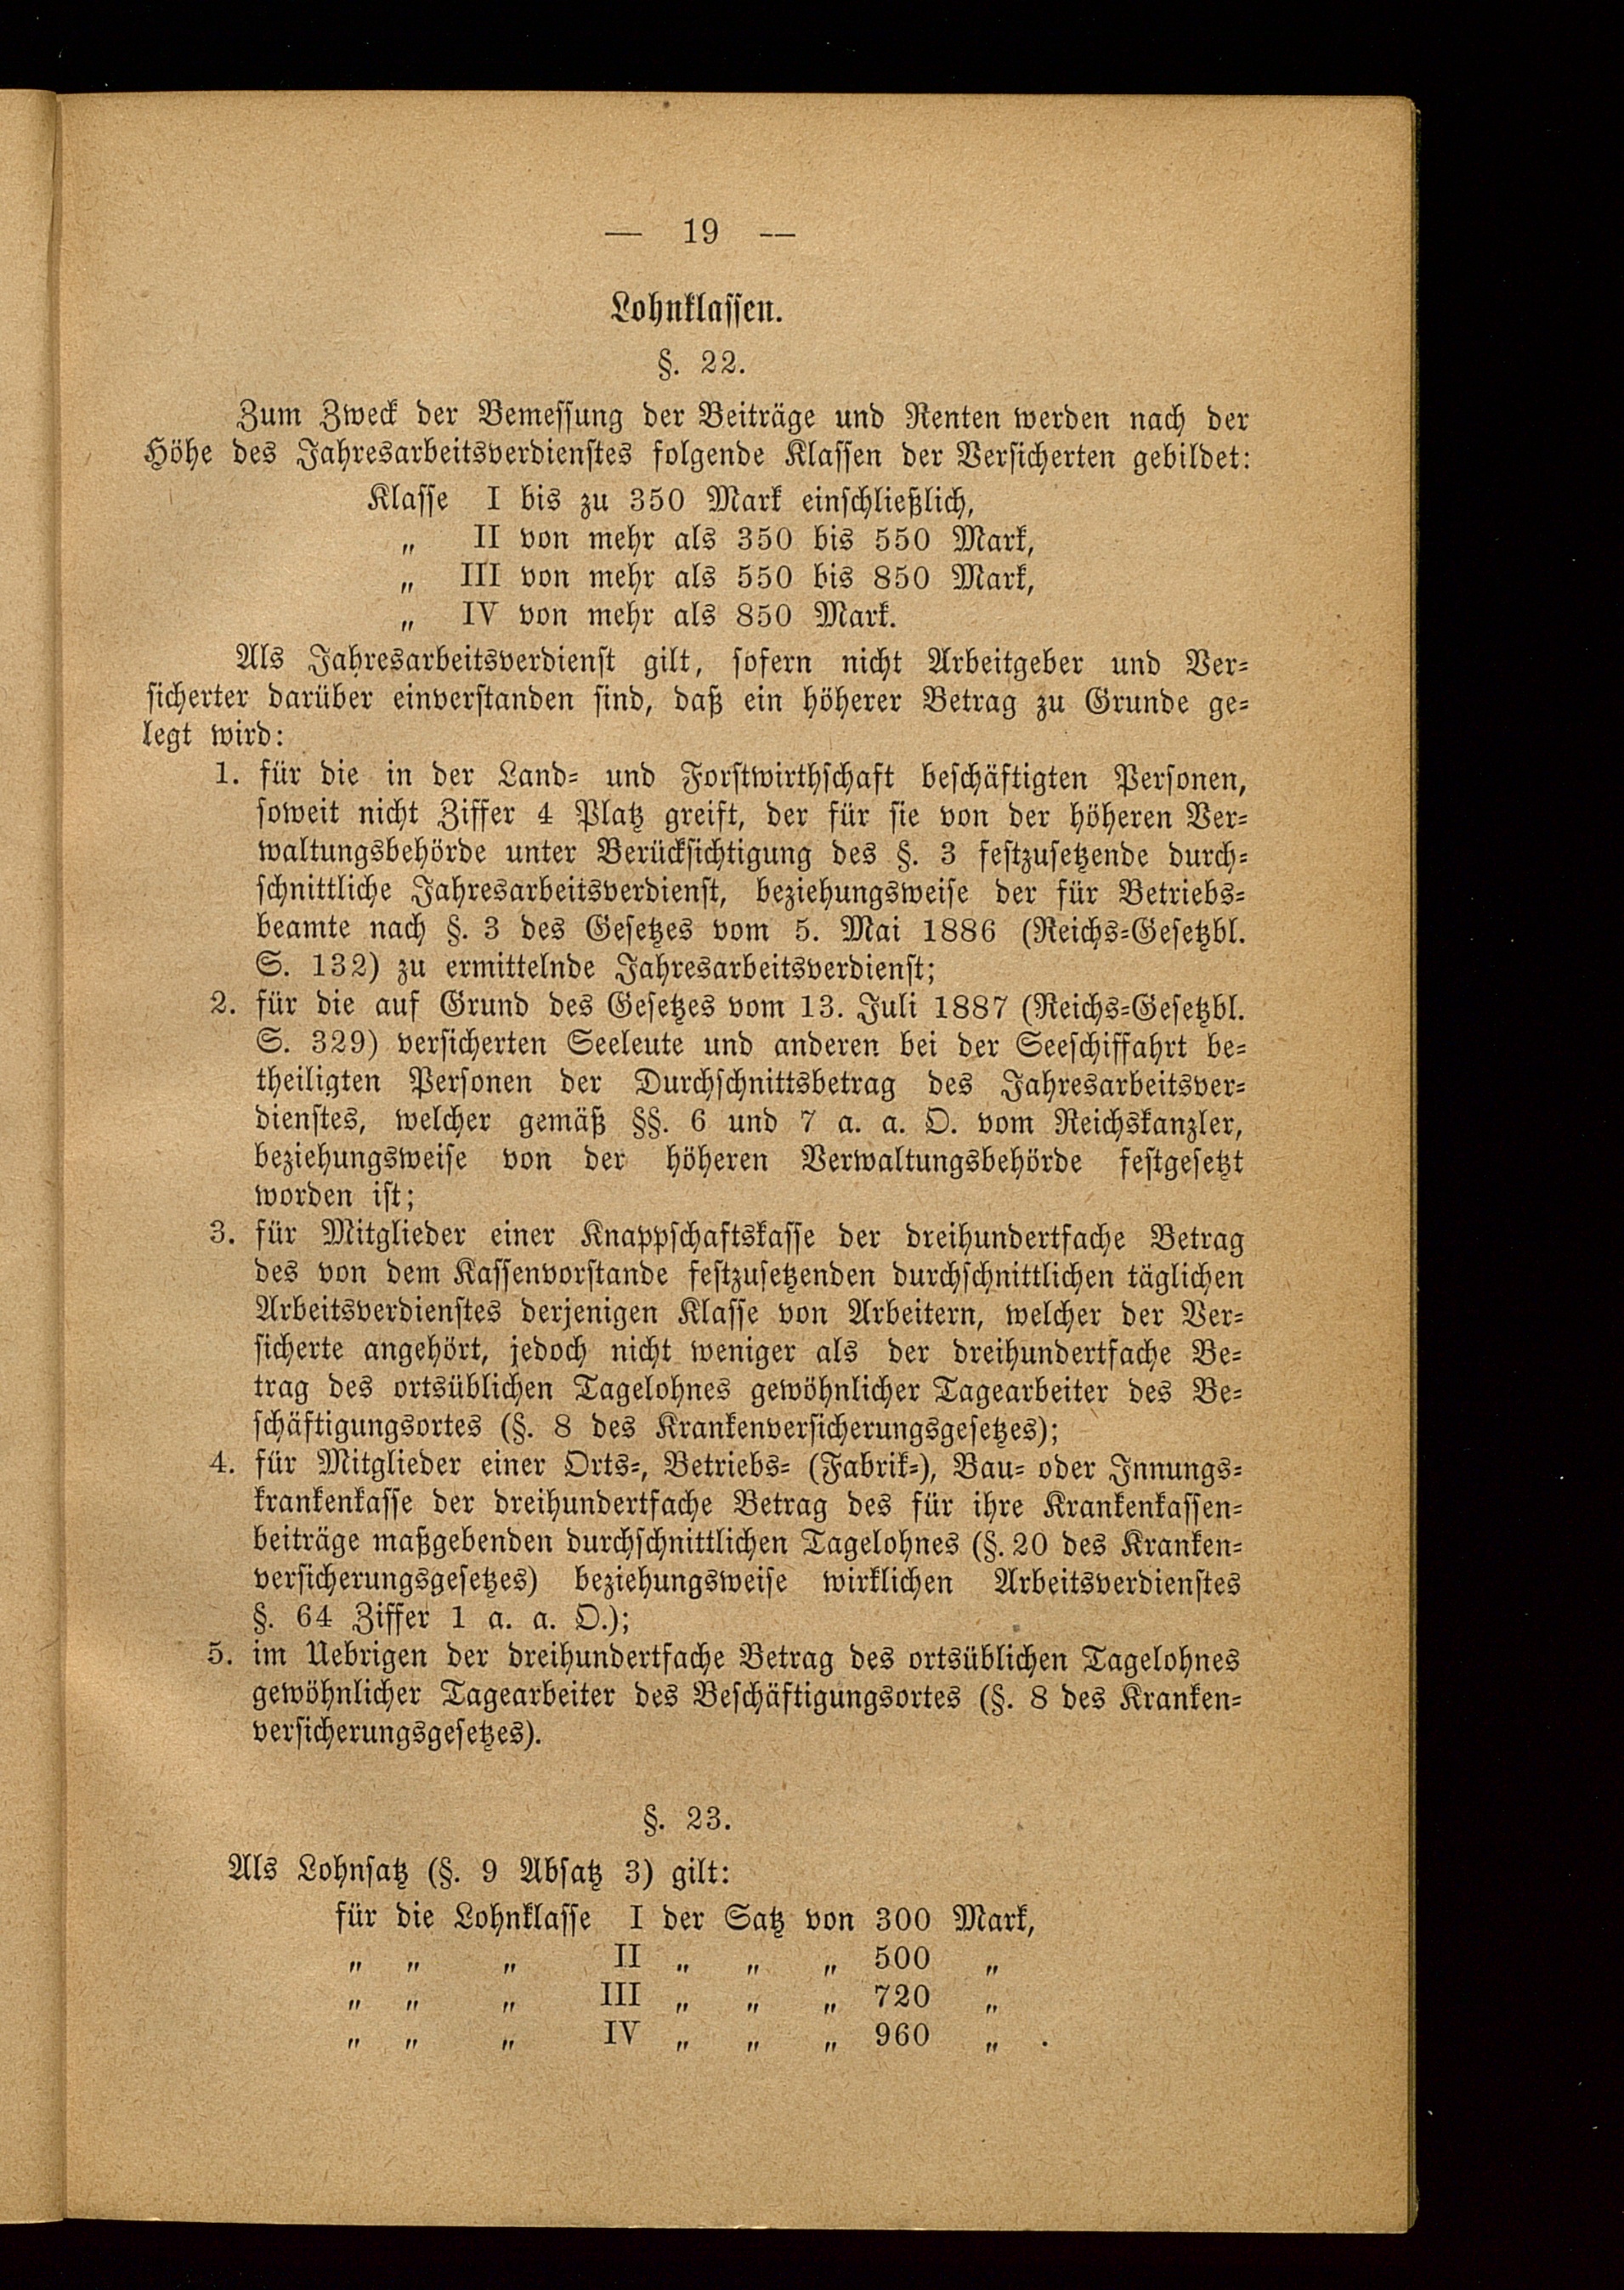 — 19 —
Lohnklassen.
§. 22.
Zum Zweck der Bemessung der Beiträge und Renten werden nach der
Höhe des Jahresarbeitsverdienstes folgende Klassen der Versicherten gebildet:
Klasse I bis zu 350 Mark einschließlich,
„ II von mehr als 350 bis 550 Mark,
„ III von mehr als 550 bis 850 Mark,
„ IV von mehr als 850 Mark.
Als Jahresarbeitsverdienst gilt, sofern nicht Arbeitgeber und Ver-
sicherter darüber einverstanden sind, daß ein höherer Betrag zu Grunde ge-
legt wird:
1. für die in der Land- und Forstwirthschaft beschäftigten Personen,
soweit nicht Ziffer 4 Platz greift, der für sie von der höheren Ver-
waltungsbehörde unter Berücksichtigung des §. 3 festzusetzende durch-
schnittliche Jahresarbeitsverdienst, beziehungsweise der für Betriebs-
beamte nach §. 3 des Gesetzes vom 5. Mai 1886 (Reichs-Gesetzbl.
S. 132) zu ermittelnde Jahresarbeitsverdienst;
2. für die auf Grund des Gesetzes vom 13. Juli 1887 (Reichs-Gesetzbl.
S. 329) versicherten Seeleute und anderen bei der Seeschiffahrt be-
theiligten Personen der Durchschnittsbetrag des Jahresarbeitsver-
dienstes, welcher gemäß §§. 6 und 7 a. a. O. vom Reichskanzler,
beziehungsweise von der höheren Verwaltungsbehörde festgesetzt
worden ist;
3. für Mitglieder einer Knappschaftskasse der dreihundertfache Betrag
des von dem Kassenvorstande festzusetzenden durchschnittlichen täglichen
Arbeitsverdienstes derjenigen Klasse von Arbeitern, welcher der Ver-
sicherte angehört, jedoch nicht weniger als der dreihundertfache Be-
trag des ortsüblichen Tagelohnes gewöhnlicher Tagearbeiter des Be-
schäftigungsortes (§. 8 des Krankenversicherungsgesetzes);
4. für Mitglieder einer Orts-, Betriebs- (Fabrik-), Bau- oder Innungs-
krankenkasse der dreihundertfache Betrag des für ihre Krankenkassen-
beiträge maßgebenden durchschnittlichen Tagelohnes (§. 20 des Kranken-
versicherungsgesetzes) beziehungsweise wirklichen Arbeitsverdienstes
§. 64 Ziffer 1 a. a. O.);
5. im Uebrigen der dreihundertfache Betrag des ortsüblichen Tagelohnes
gewöhnlicher Tagearbeiter des Beschäftigungsortes (§. 8 des Kranken-
versicherungsgesetzes).
§. 23.
Als Lohnsatz (§. 9 Absatz 3) gilt:
für die Lohnklasse I der Satz von 300 Mark,
„ „ „ II „ „ „ 500 „
„ „ „ III „ „ „ 720 „
„ „ „ IV „ „ „ 960 „ .